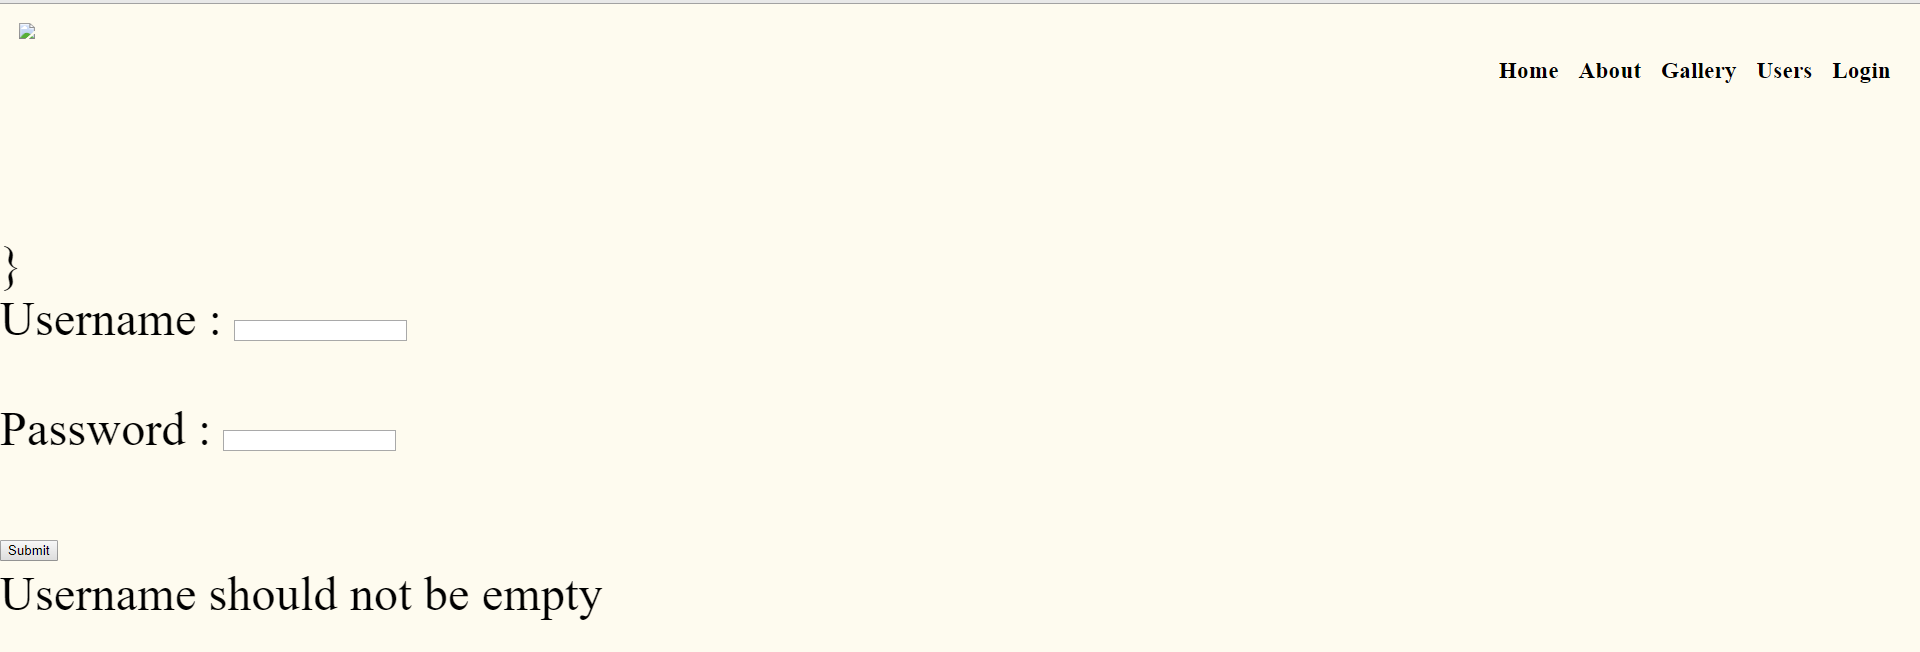 Home About Gallery Users Login
}
Username :
Password :
Submit
Username should not be empty